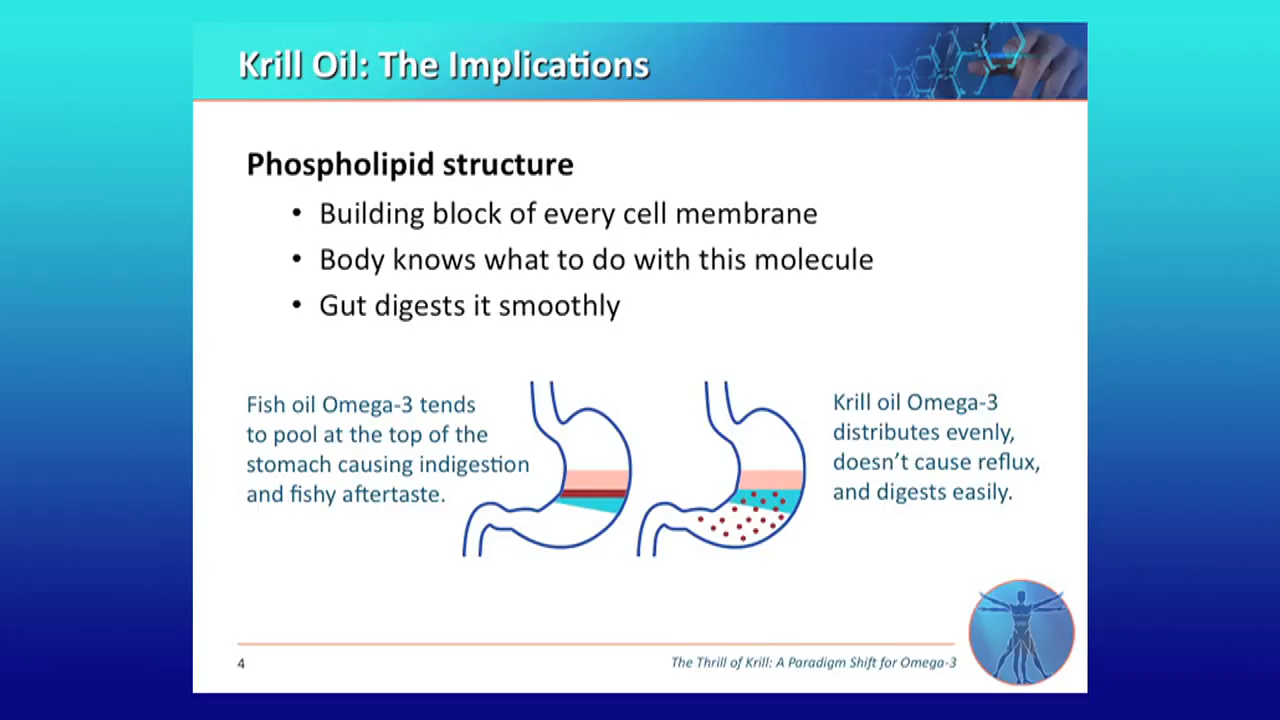 Krill Oil: The Implications
Phospholipid structure
• Building block of every cell membrane
• Body knows what to do with this molecule
• Gut digests it smoothly
Fish oil Omega-3 tends
to pool at the top of the
stomach causing indigestion
and fishy aftertaste.
Krill oil Omega-3
distributes evenly,
doesn't cause reflux,
and digests easily.
4
The Thrill of Krill: A Paradigm Shift for Omega-3